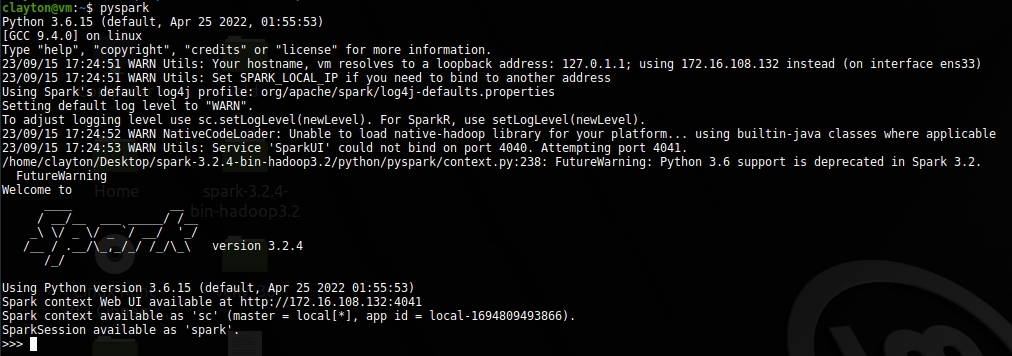 clayton@vm:~$ pyspark
Python 3.6.15 (default, Apr 25 2022, 01:55:53)
[GCC 9.4.0] on linux
Type "help", "copyright", "credits" or "license" for more information.
23/09/15 17:24:51 WARN Utils: Your hostname, vm resolves to a loopback address: 127.0.1.1; using 172.16.108.132 instead (on interface ens33)
23/09/15 17:24:51 WARN Utils: Set SPARK_LOCAL_IP if you need to bind to another address
Using Spark's default log4j profile: org/apache/spark/log4j-defaults.properties
Setting default log level to "WARN".
To adjust logging level use sc.setLogLevel(newLevel). For SparkR, use setLogLevel(newLevel).
23/09/15 17:24:52 WARN NativeCodeLoader: Unable to load native-hadoop library for your platform... using builtin-java classes where applicable
23/09/15 17:24:53 WARN Utils: Service 'SparkUI' could not bind on port 4040. Attempting port 4041.
/home/clayton/Desktop/spark-3.2.4-bin-hadoop3.2/python/pyspark/context.py:238: FutureWarning: Python 3.6 support is deprecated in Spark 3.2.
  FutureWarning
Welcome to
Home
spark-3.2.4-
bin-hadoop3.2
Spark version 3.2.4
Using Python version 3.6.15 (default, Apr 25 2022 01:55:53)
Spark context Web UI available at http://172.16.108.132:4041
Spark context available as 'sc' (master = local[*], app id = local-1694809493866).
SparkSession available as 'spark'.
>>>